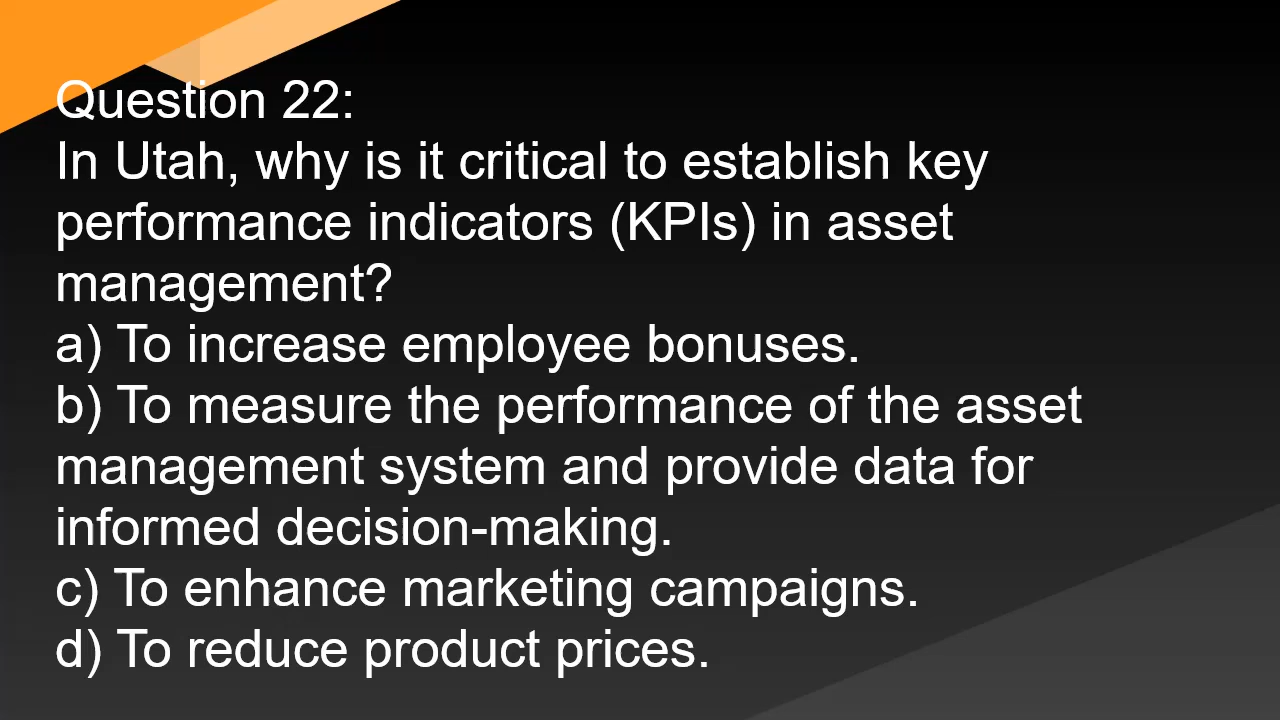 Question 22:
In Utah, why is it critical to establish key
performance indicators (KPIs) in asset
management?
a) To increase employee bonuses.
b) To measure the performance of the asset
management system and provide data for
informed decision-making.
c) To enhance marketing campaigns.
d) To reduce product prices.